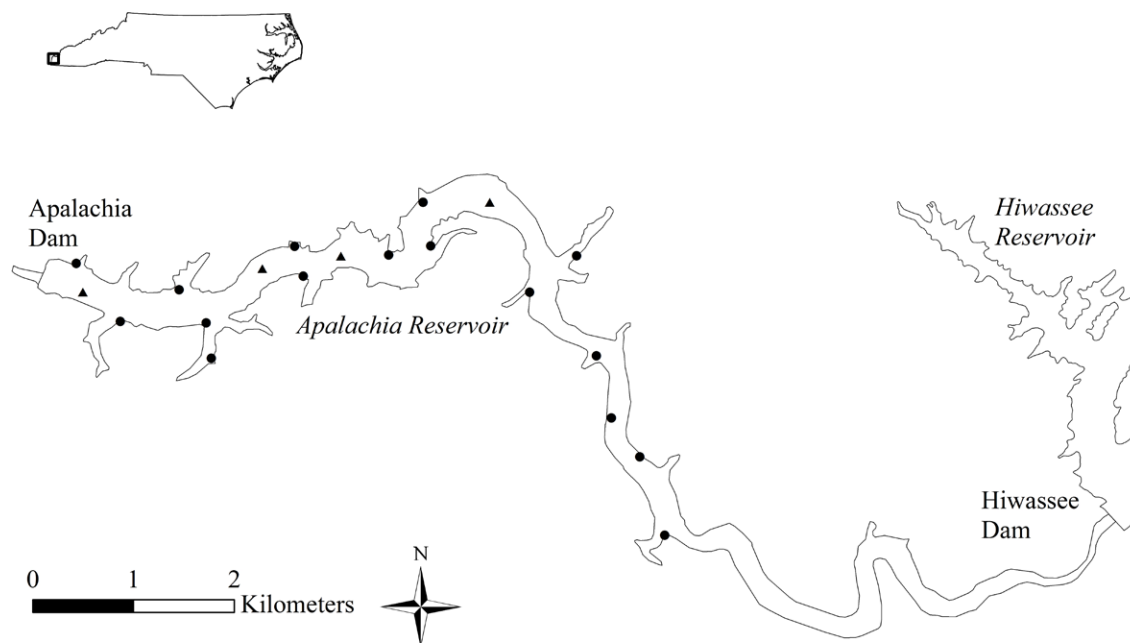 Apalachia
Dam
Hiwassee
Reservoir
Apalachia Reservoir
Hiwassee
Dam
N
0 1 2
Kilometers